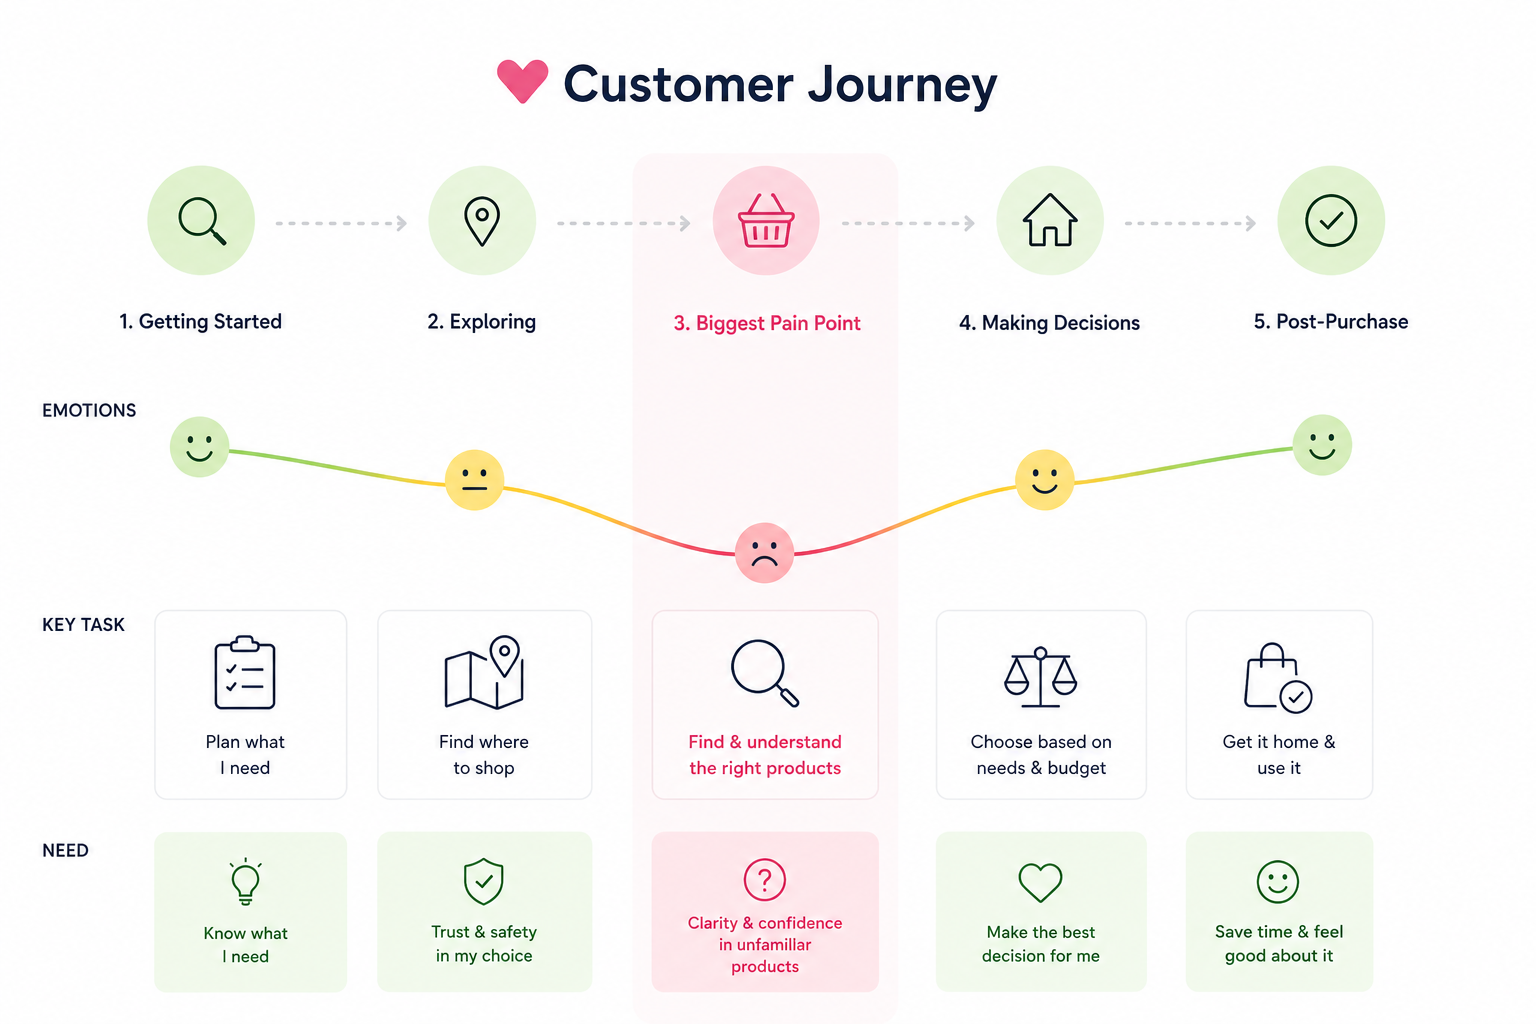 Customer Journey
1. Getting Started
2. Exploring
3. Biggest Pain Point
4. Making Decisions
5. Post-Purchase
EMOTIONS
KEY TASK
Plan what
I need
Find where
to shop
Find & understand
the right products
Choose based on
needs & budget
Get it home &
use it
NEED
Know what
I need
Trust & safety
in my choice
Clarity & confidence
in unfamillar
products
Make the best
decision for me
Save time & feel
good about it